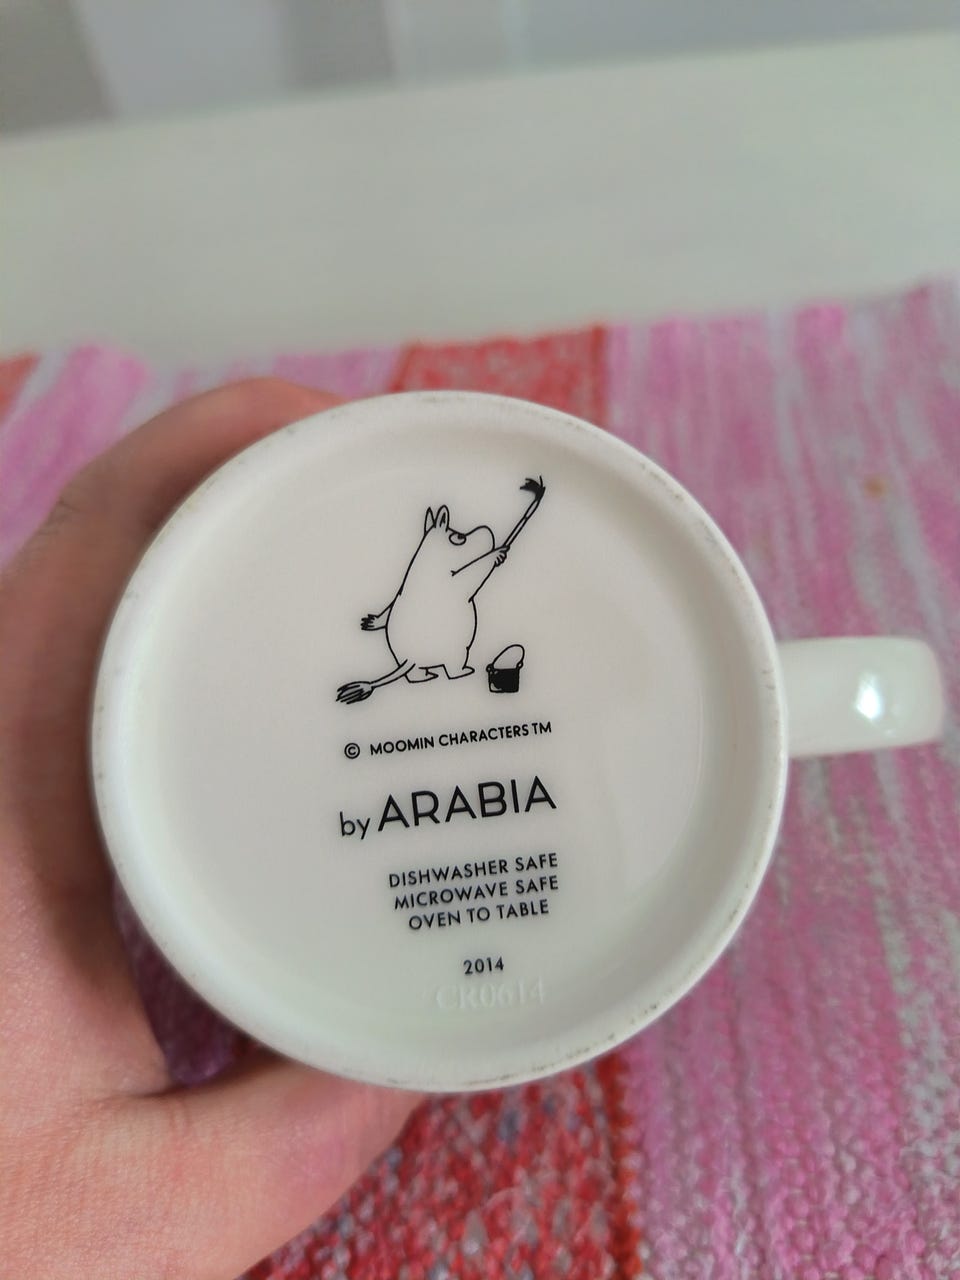 © MOOMIN CHARACTERS TM
by ARABIA
DISHWASHER SAFE
MICROWAVE SAFE
OVEN TO TABLE
2014
CR0614